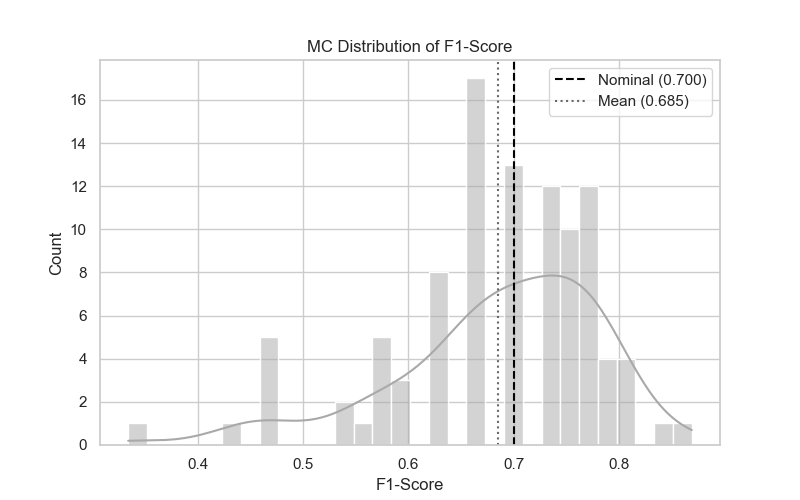 MC Distribution of F1-Score
Nominal (0.700)
Mean (0.685)
Count
16
14
12
10
8
6
4
2
0
0.4 0.5 0.6 0.7 0.8
F1-Score